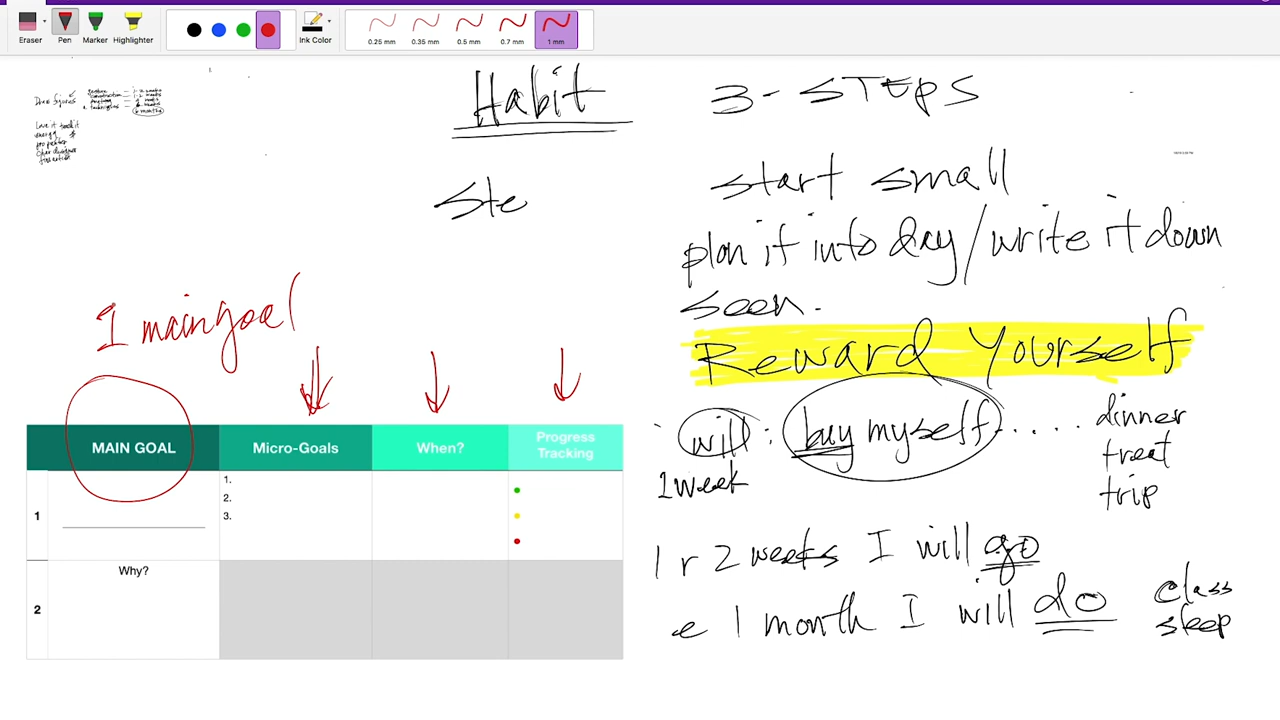 Eraser
Pen
Marker
Highlighter
Ink Color
0.25 mm
0.35 mm
0.5 mm
0.7 mm
1 mm
Habit
Ste
1 main goal
MAIN GOAL
Micro-Goals
When?
Progress
Tracking
1
1.
2.
3.
2
Why?
3 - STEPS
start small
plan it into day / write it down
seen.
Reward Yourself
will : buy myself .....
dinner
treat
trip
1 week
1 r 2 weeks I will go
e 1 month I will do
class
sleep